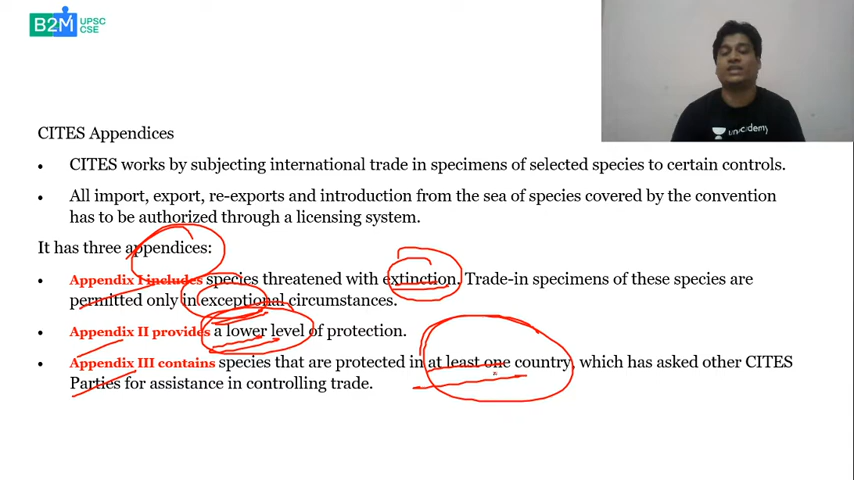 B2M UPSC
CSE
unacademy
CITES Appendices
• CITES works by subjecting international trade in specimens of selected species to certain controls.
• All import, export, re-exports and introduction from the sea of species covered by the convention
has to be authorized through a licensing system.
It has three appendices:
• Appendix I includes species threatened with extinction. Trade-in specimens of these species are
permitted only in exceptional circumstances.
• Appendix II provides a lower level of protection.
• Appendix III contains species that are protected in at least one country, which has asked other CITES
Parties for assistance in controlling trade.